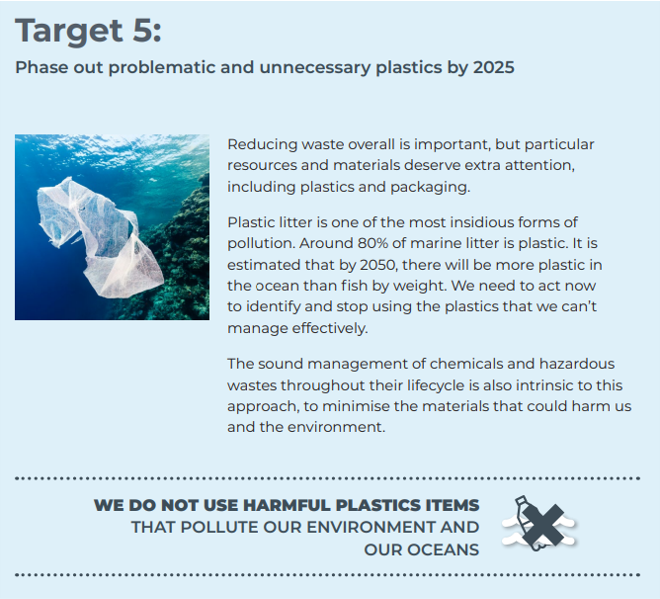 Target 5:
Phase out problematic and unnecessary plastics by 2025
Reducing waste overall is important, but particular
resources and materials deserve extra attention,
including plastics and packaging.
Plastic litter is one of the most insidious forms of
pollution. Around 80% of marine litter is plastic. It is
estimated that by 2050, there will be more plastic in
the ocean than fish by weight. We need to act now
to identify and stop using the plastics that we can't
manage effectively.
The sound management of chemicals and hazardous
wastes throughout their lifecycle is also intrinsic to this
approach, to minimise the materials that could harm us
and the environment.
WE DO NOT USE HARMFUL PLASTICS ITEMS
THAT POLLUTE OUR ENVIRONMENT AND
OUR OCEANS